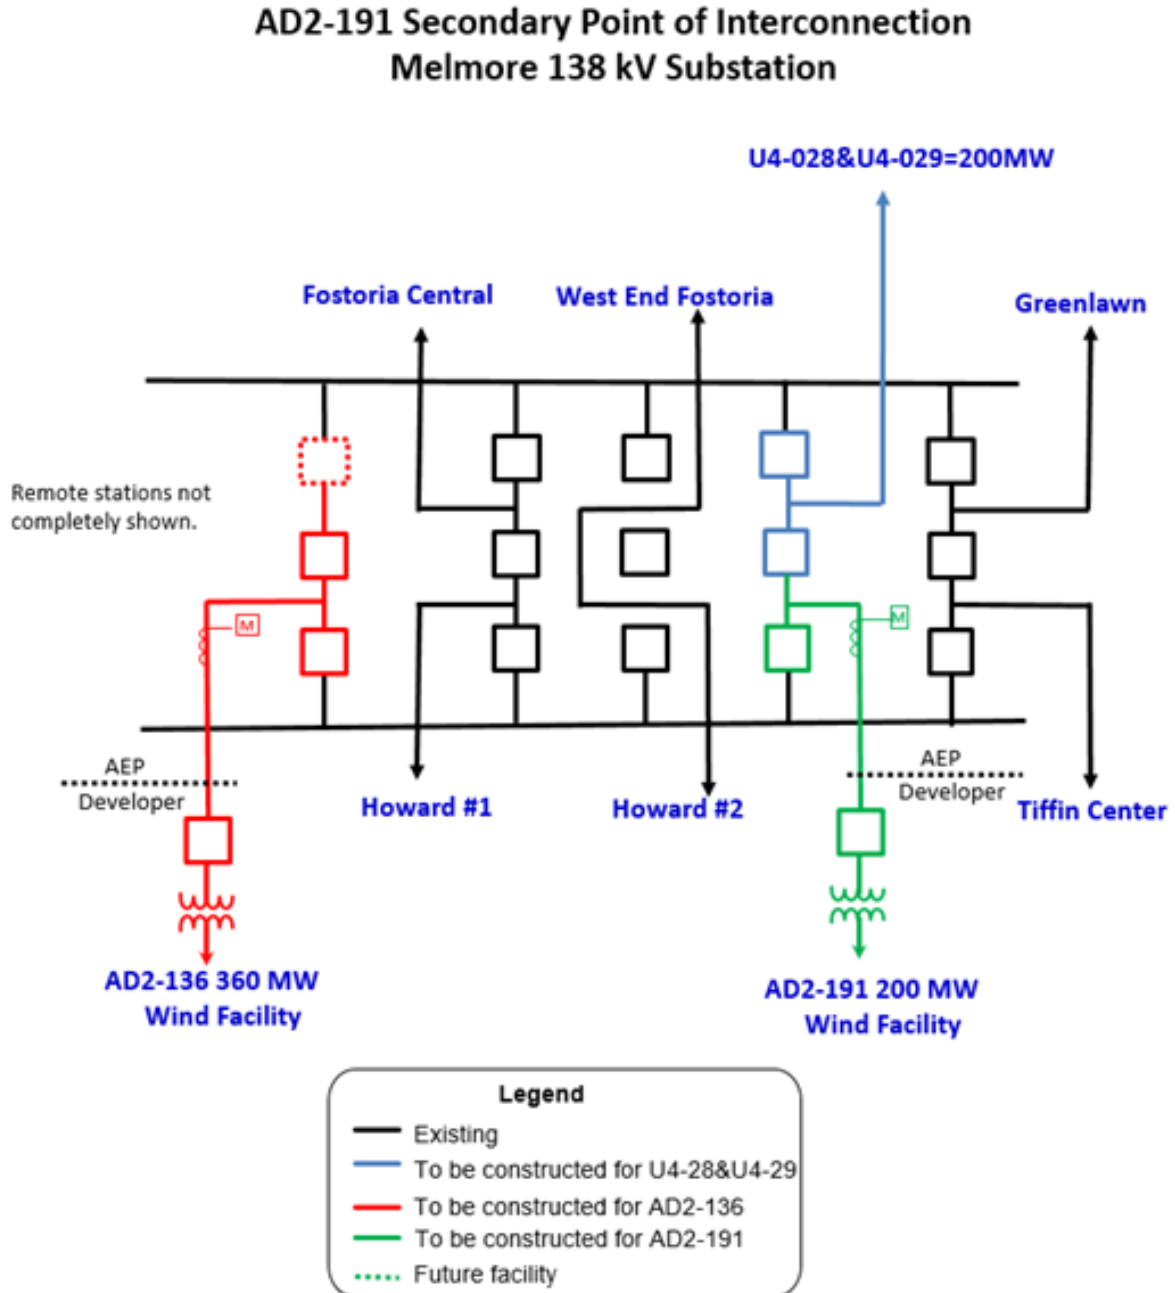 AD2-191 Secondary Point of Interconnection
Melmore 138 kV Substation
U4-028&U4-029=200MW
Fostoria Central
West End Fostoria
Greenlawn
Remote stations not
completely shown.
M
M
AEP
Developer
AEP
Developer
Howard #1
Howard #2
Tiffin Center
AD2-136 360 MW
Wind Facility
AD2-191 200 MW
Wind Facility
Legend
Existing
To be constructed for U4-28&U4-29
To be constructed for AD2-136
To be constructed for AD2-191
Future facility